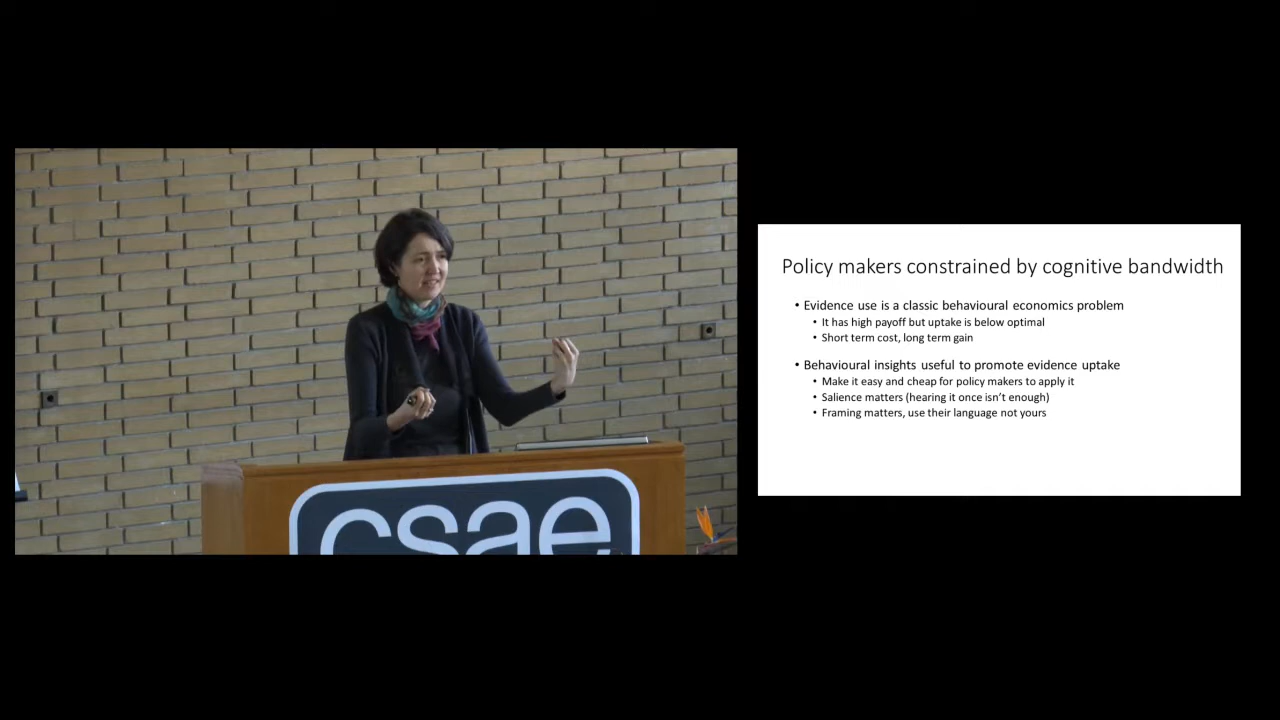 csae
Policy makers constrained by cognitive bandwidth
• Evidence use is a classic behavioural economics problem
• It has high payoff but uptake is below optimal
• Short term cost, long term gain
• Behavioural insights useful to promote evidence uptake
• Make it easy and cheap for policy makers to apply it
• Salience matters (hearing it once isn't enough)
• Framing matters, use their language not yours